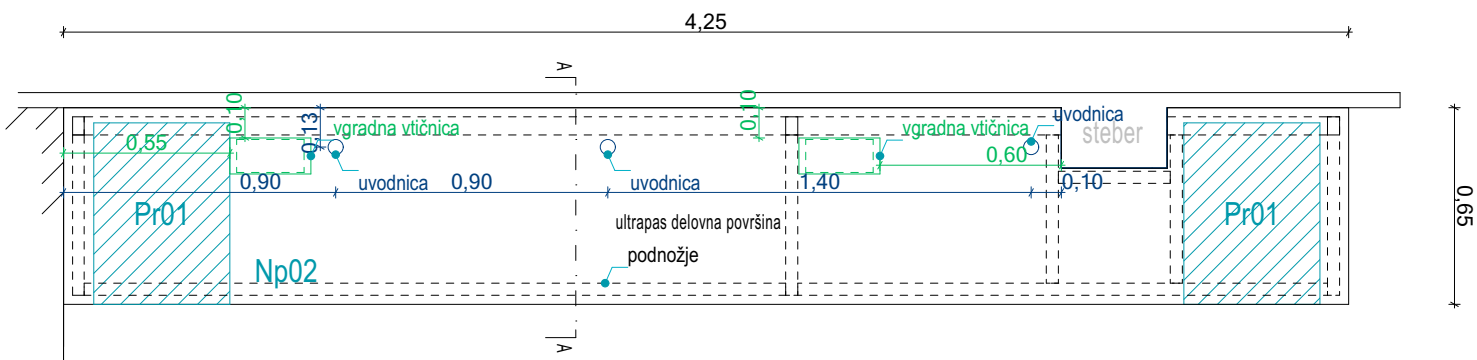 4,25
A
0,10
0,13
vgradna vtičnica
0,10
vgradna vtičnica
uvodnica
steber
0,55
0,60
0,90
uvodnica
0,90
uvodnica
1,40
0,10
Pr01
ultrapas delovna površina
Pr01
0,65
Np02
podnožje
A